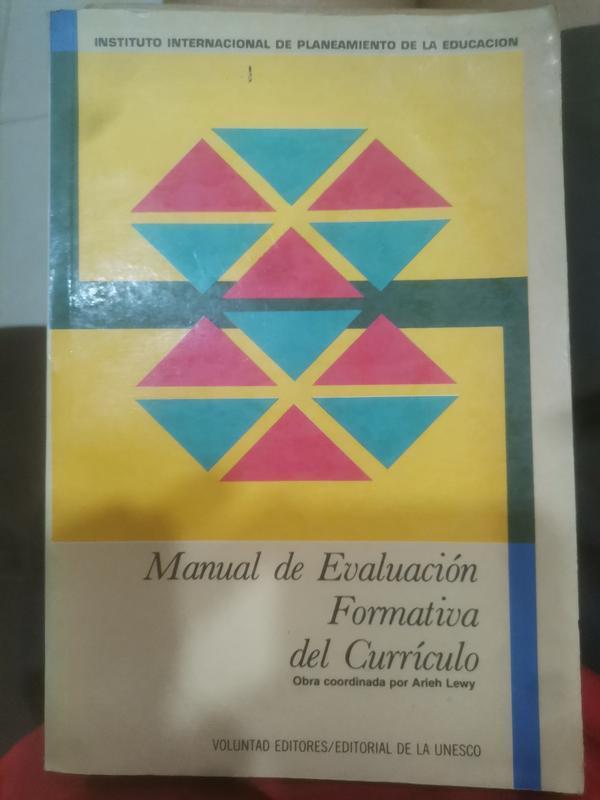 INSTITUTO INTERNACIONAL DE PLANEAMIENTO DE LA EDUCACION
Manual de Evaluación
Formativa
del Currículo
Obra coordinada por Arieh Lewy
VOLUNTAD EDITORES/EDITORIAL DE LA UNESCO